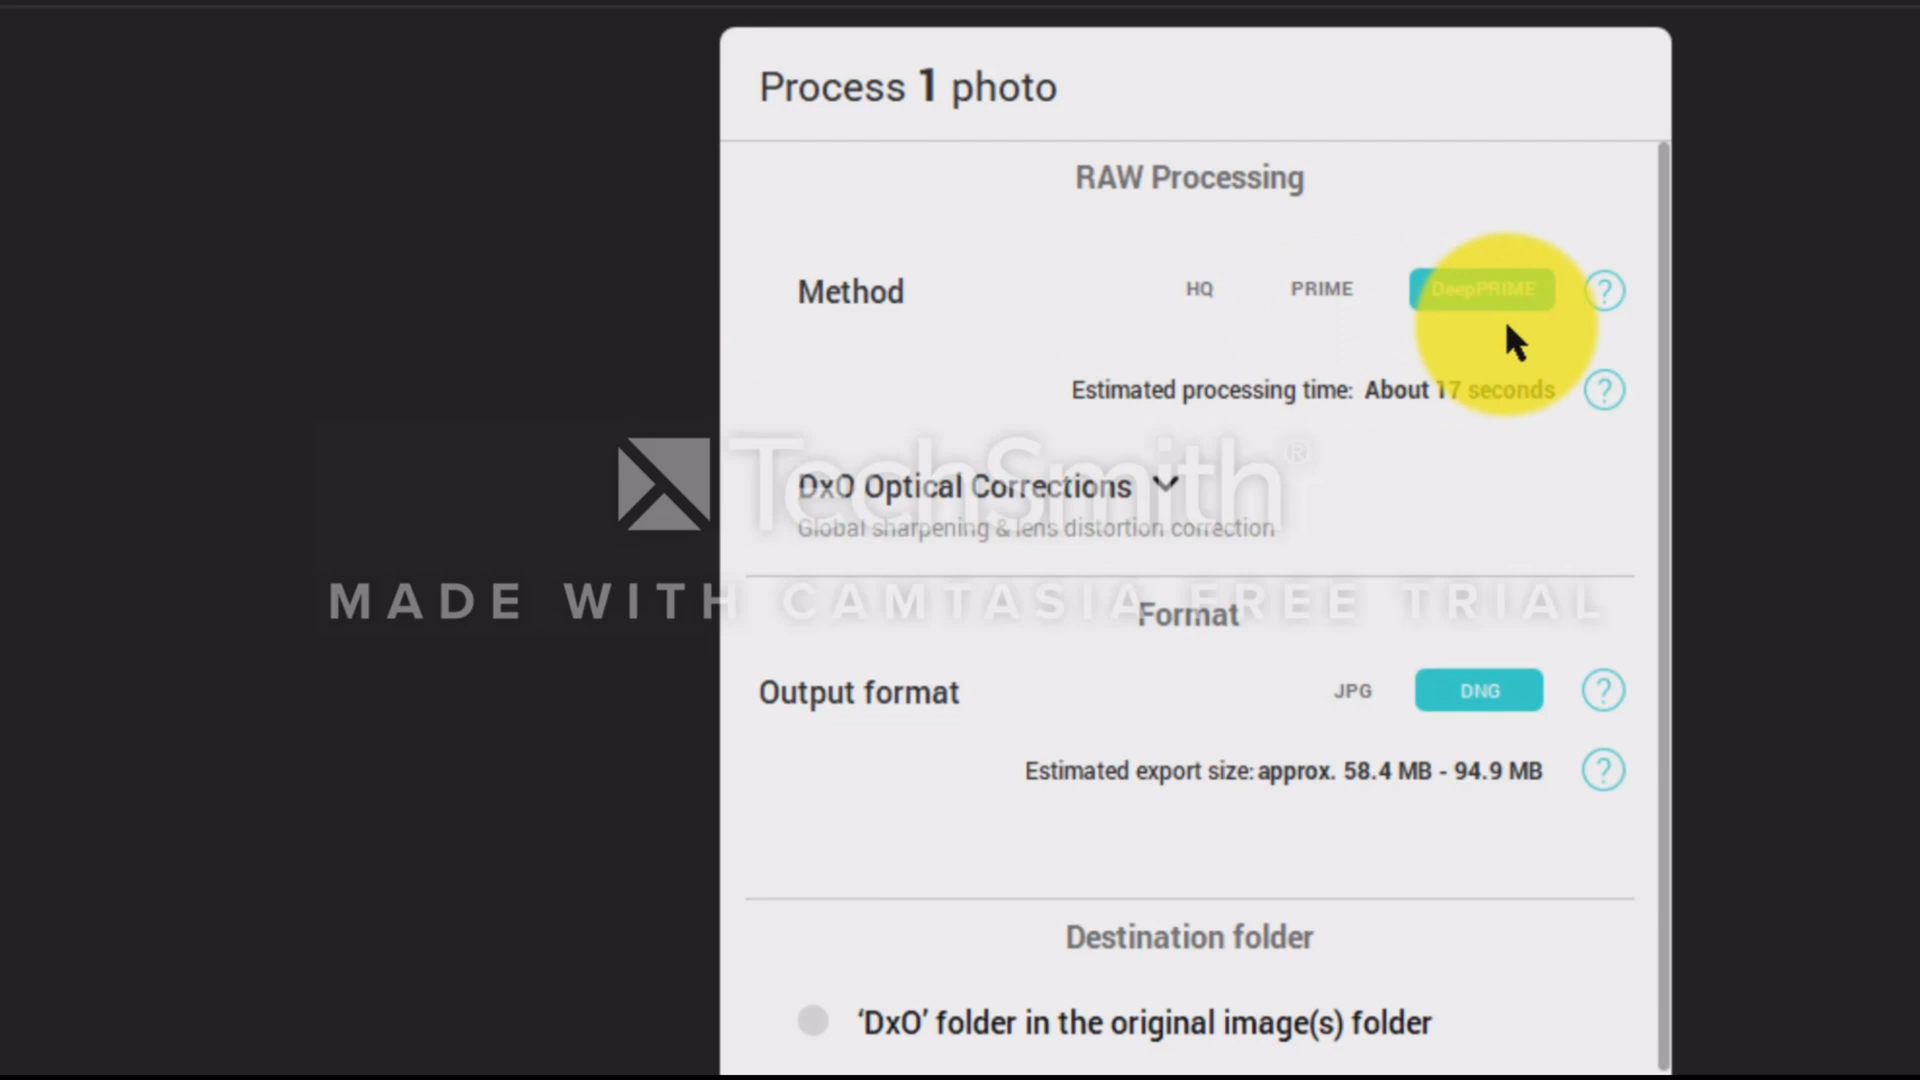 Process 1 photo
RAW Processing
Method HQ PRIME DeepPRIME ?
Estimated processing time: About 17 seconds ?
TechSmith®
DxO Optical Corrections
Global sharpening & lens distortion correction
MADE WITH CAMTASIA FREE TRIAL
Format
Output format JPG DNG ?
Estimated export size: approx. 58.4 MB - 94.9 MB ?
Destination folder
‘DxO’ folder in the original image(s) folder